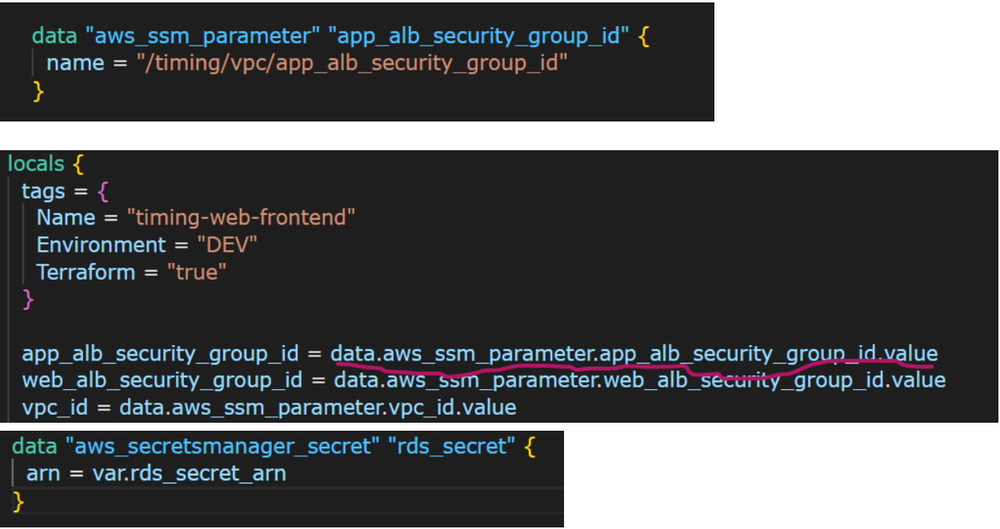 data "aws_ssm_parameter" "app_alb_security_group_id" {
name = "/timing/vpc/app_alb_security_group_id"
}
locals {
tags = {
Name = "timing-web-frontend"
Environment = "DEV"
Terraform = "true"
}
app_alb_security_group_id = data.aws_ssm_parameter.app_alb_security_group_id.value
web_alb_security_group_id = data.aws_ssm_parameter.web_alb_security_group_id.value
vpc_id = data.aws_ssm_parameter.vpc_id.value
data "aws_secretsmanager_secret" "rds_secret" {
arn = var.rds_secret_arn
}